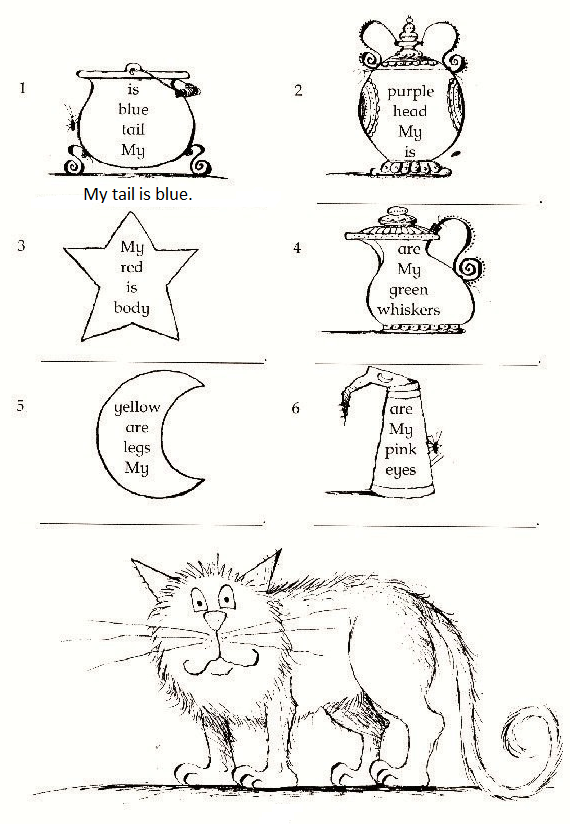 1
is
blue
tail
My
My tail is blue.
2
purple
head
My
is
.
3
My
red
is
body
.
4
are
My
green
whiskers
.
5
yellow
are
legs
My
.
6
are
My
pink
eyes
.